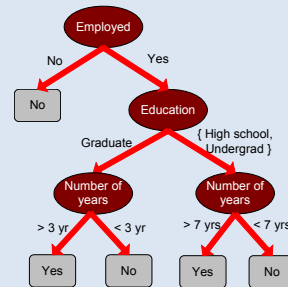 Employed
No
Yes
No
Education
Graduate
{ High school,
Undergrad }
Number of
years
Number of
years
> 3 yr
< 3 yr
> 7 yrs
< 7 yrs
Yes
No
Yes
No